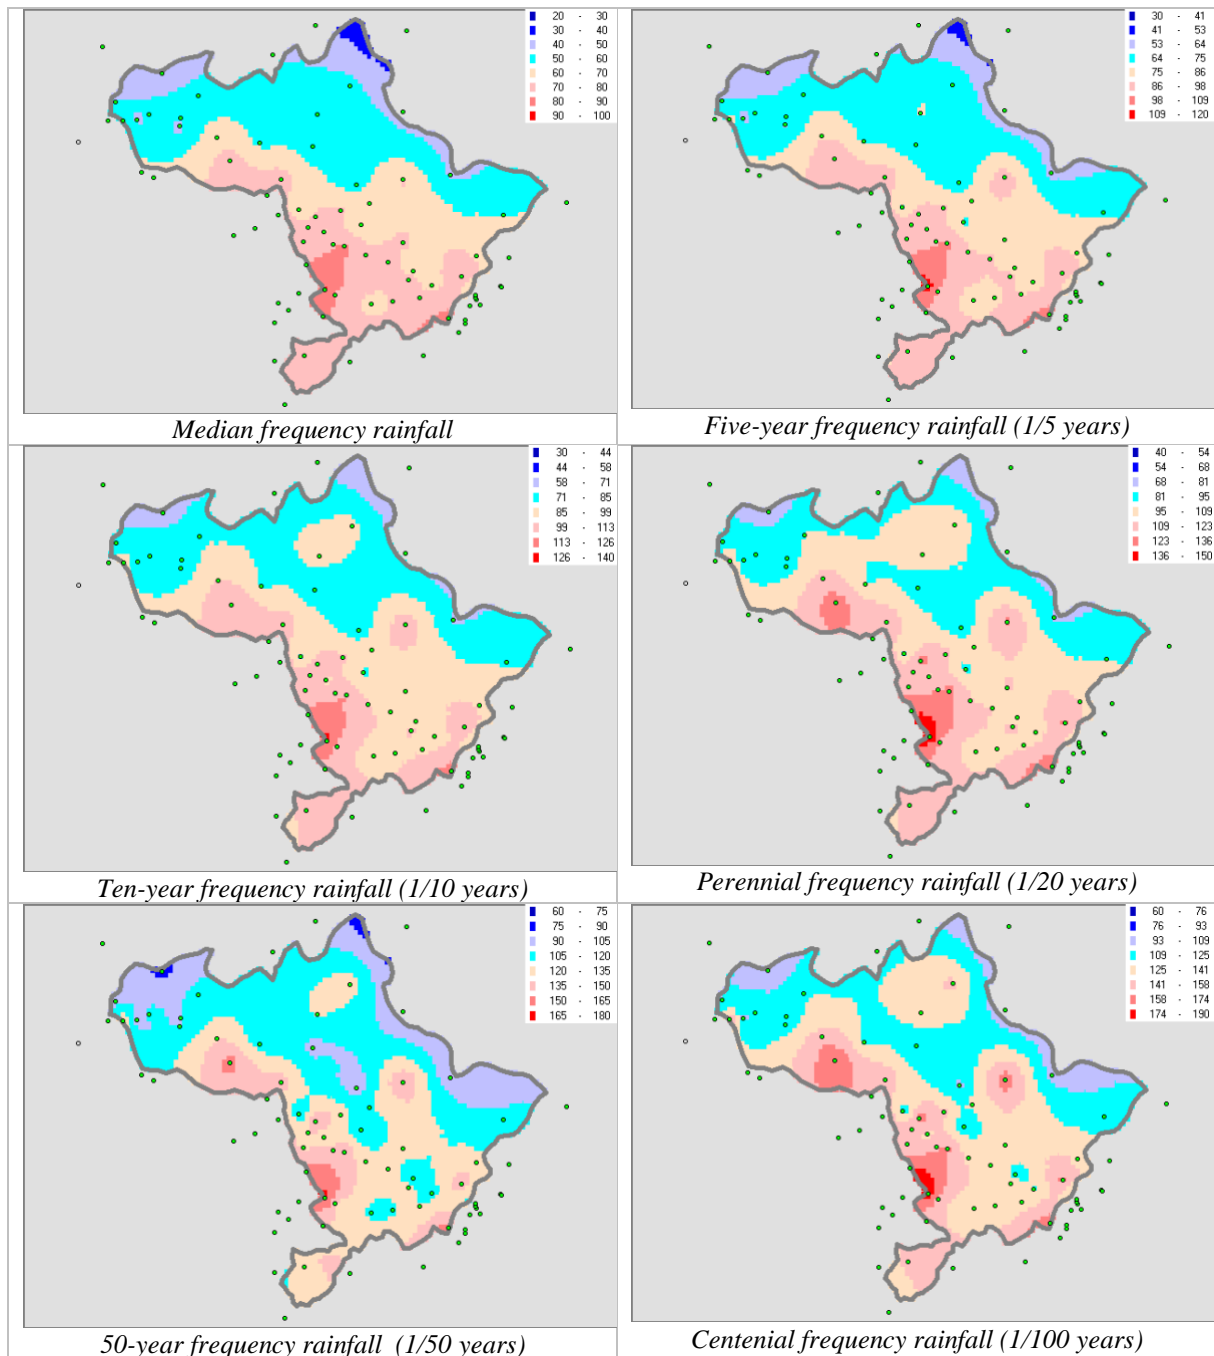 20 - 30
30 - 40
40 - 50
50 - 60
60 - 70
70 - 80
80 - 90
90 - 100
Median frequency rainfall
30 - 41
41 - 53
53 - 64
64 - 75
75 - 86
86 - 98
98 - 109
109 - 120
Five-year frequency rainfall (1/5 years)
30 - 44
44 - 58
58 - 71
71 - 85
85 - 99
99 - 113
113 - 126
126 - 140
Ten-year frequency rainfall (1/10 years)
40 - 54
54 - 68
68 - 81
81 - 95
95 - 109
109 - 123
123 - 136
136 - 150
Perennial frequency rainfall (1/20 years)
60 - 75
75 - 90
90 - 105
105 - 120
120 - 135
135 - 150
150 - 165
165 - 180
50-year frequency rainfall (1/50 years)
60 - 76
76 - 93
93 - 109
109 - 125
125 - 141
141 - 158
158 - 174
174 - 190
Centenial frequency rainfall (1/100 years)